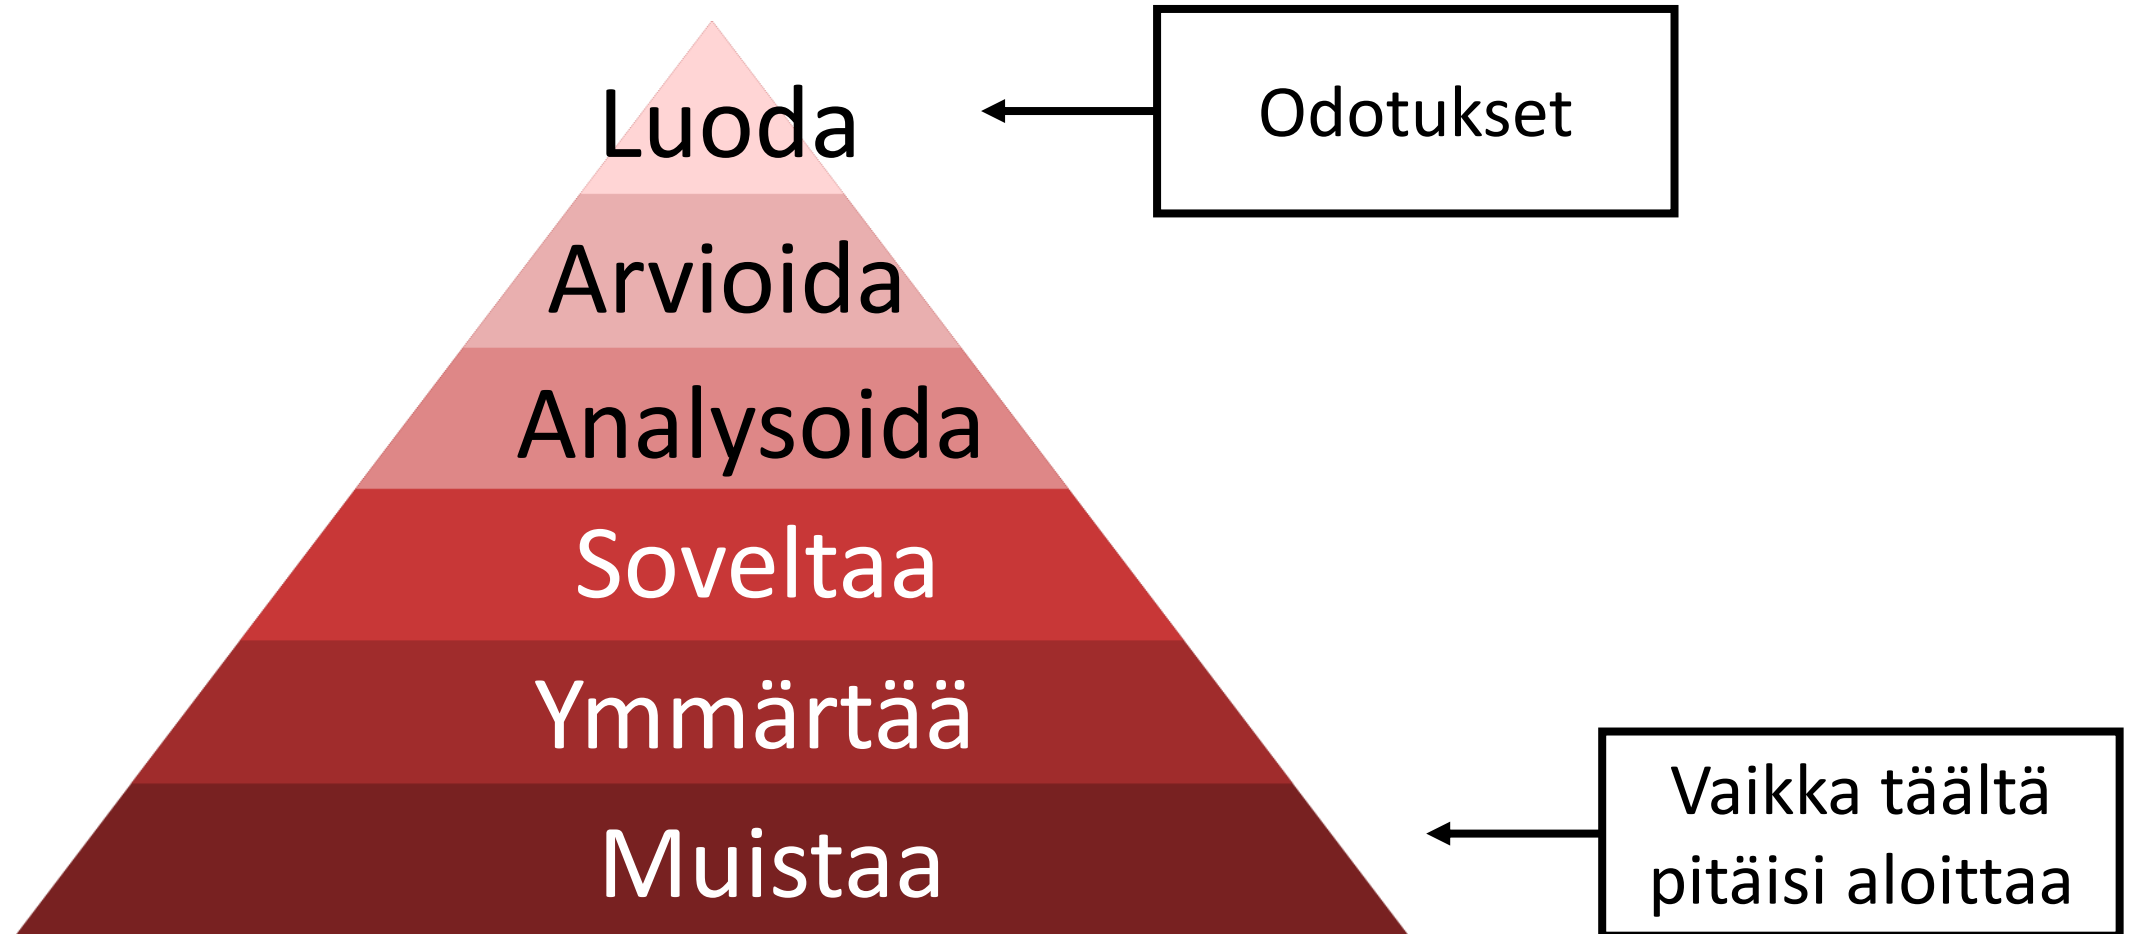 Luoda
Odotukset
Arvioida
Analysoida
Soveltaa
Ymmärtää
Muistaa
Vaikka täältä
pitäisi aloittaa